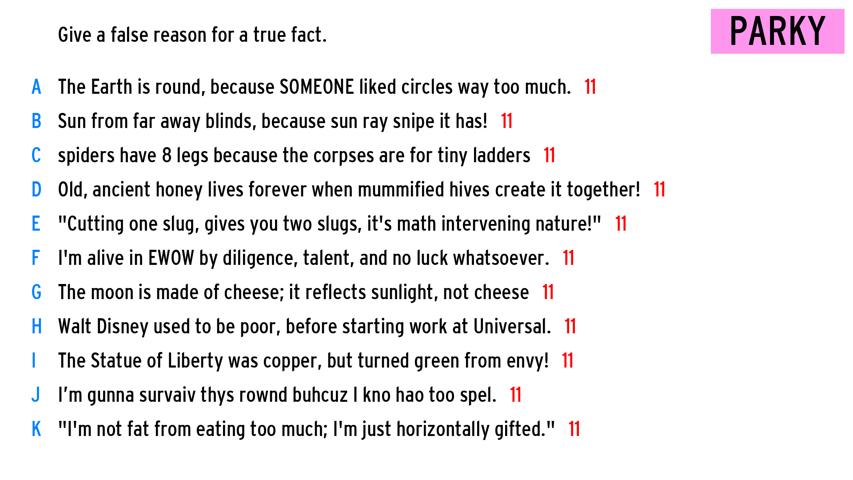 Give a false reason for a true fact.
PARKY
A The Earth is round, because SOMEONE liked circles way too much. 11
B Sun from far away blinds, because sun ray snipe it has! 11
C spiders have 8 legs because the corpses are for tiny ladders 11
D Old, ancient honey lives forever when mummified hives create it together! 11
E "Cutting one slug, gives you two slugs, it's math intervening nature!" 11
F I'm alive in EWOW by diligence, talent, and no luck whatsoever. 11
G The moon is made of cheese; it reflects sunlight, not cheese 11
H Walt Disney used to be poor, before starting work at Universal. 11
I The Statue of Liberty was copper, but turned green from envy! 11
J I’m gunna survaiv thys rownd buhcuz I kno hao too spel. 11
K "I'm not fat from eating too much; I'm just horizontally gifted." 11